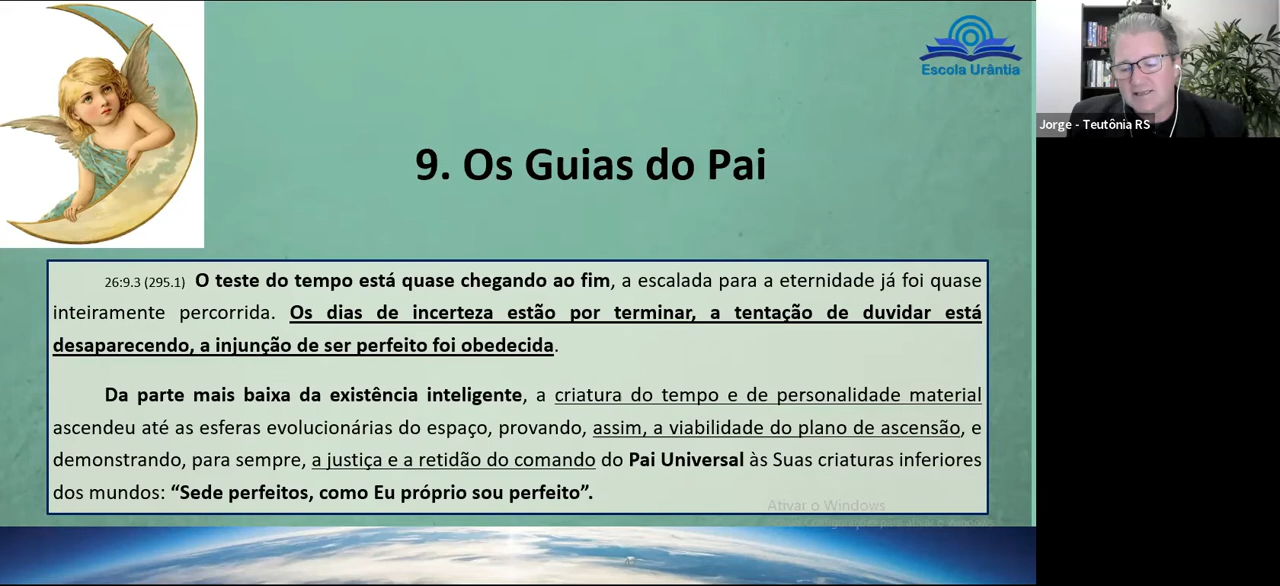 Escola Urântia
Jorge - Teutônia RS
9. Os Guias do Pai
26:9.3 (295.1) O teste do tempo está quase chegando ao fim, a escalada para a eternidade já foi quase
inteiramente percorrida. Os dias de incerteza estão por terminar, a tentação de duvidar está
desaparecendo, a injunção de ser perfeito foi obedecida.
Da parte mais baixa da existência inteligente, a criatura do tempo e de personalidade material
ascendeu até as esferas evolucionárias do espaço, provando, assim, a viabilidade do plano de ascensão, e
demonstrando, para sempre, a justiça e a retidão do comando do Pai Universal às Suas criaturas inferiores
dos mundos: “Sede perfeitos, como Eu próprio sou perfeito”.
Ativar o Windows